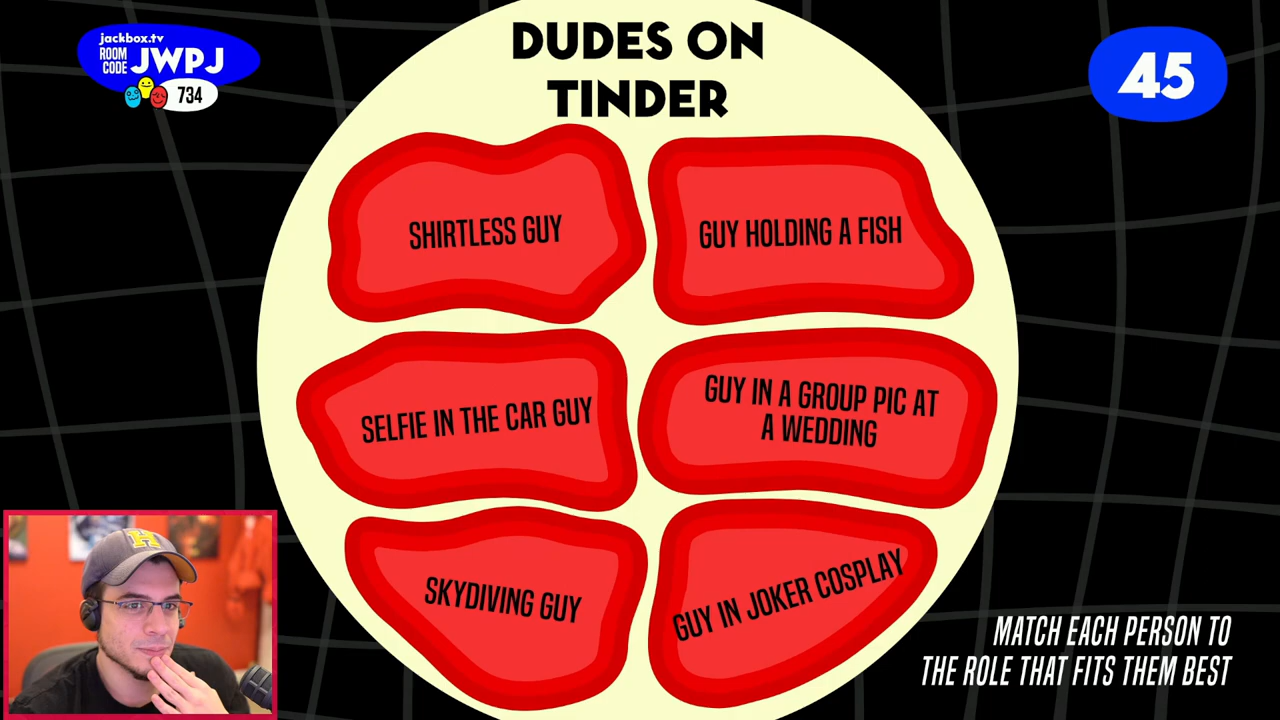 jackbox.tv
ROOM
CODE
JWPJ
734
DUDES ON
TINDER
45
SHIRTLESS GUY
GUY HOLDING A FISH
SELFIE IN THE CAR GUY
GUY IN A GROUP PIC AT
A WEDDING
SKYDIVING GUY
GUY IN JOKER COSPLAY
H
MATCH EACH PERSON TO
THE ROLE THAT FITS THEM BEST